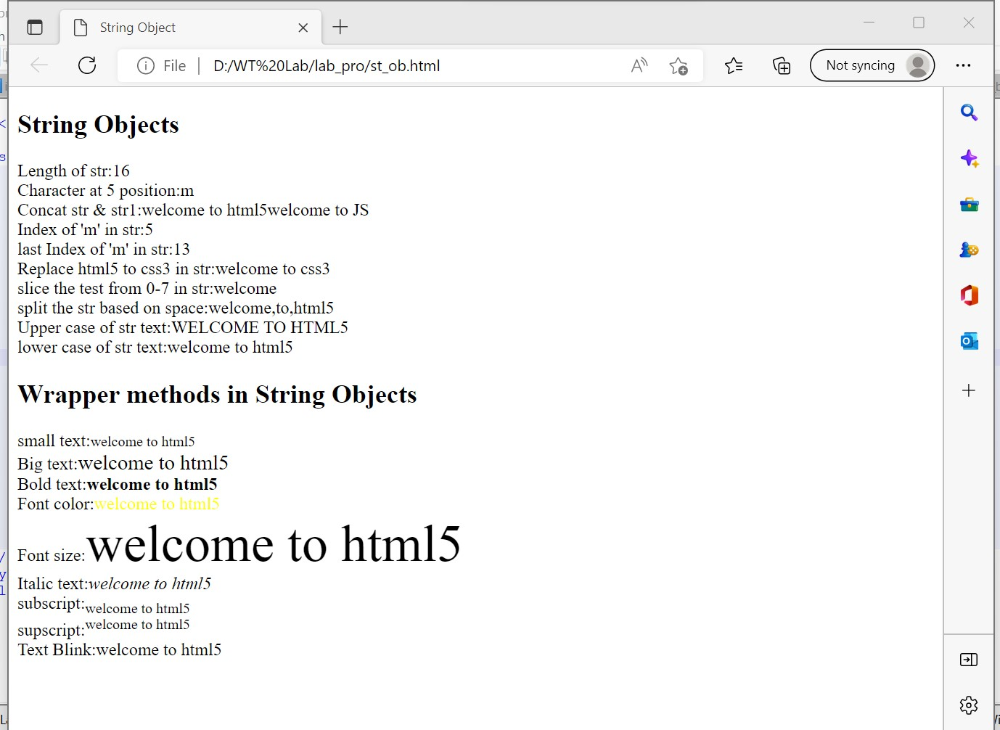 String Object
File
D:/WT%20Lab/lab_pro/st_ob.html
Not syncing
String Objects
Length of str:16
Character at 5 position:m
Concat str & str1:welcome to html5welcome to JS
Index of 'm' in str:5
last Index of 'm' in str:13
Replace html5 to css3 in str:welcome to css3
slice the test from 0-7 in str:welcome
split the str based on space:welcome,to,html5
Upper case of str text:WELCOME TO HTML5
lower case of str text:welcome to html5
Wrapper methods in String Objects
small text:welcome to html5
Big text:welcome to html5
Bold text:welcome to html5
Font color:welcome to html5
Font size:welcome to html5
Italic text:welcome to html5
subscript:welcome to html5
supscript:welcome to html5
Text Blink:welcome to html5